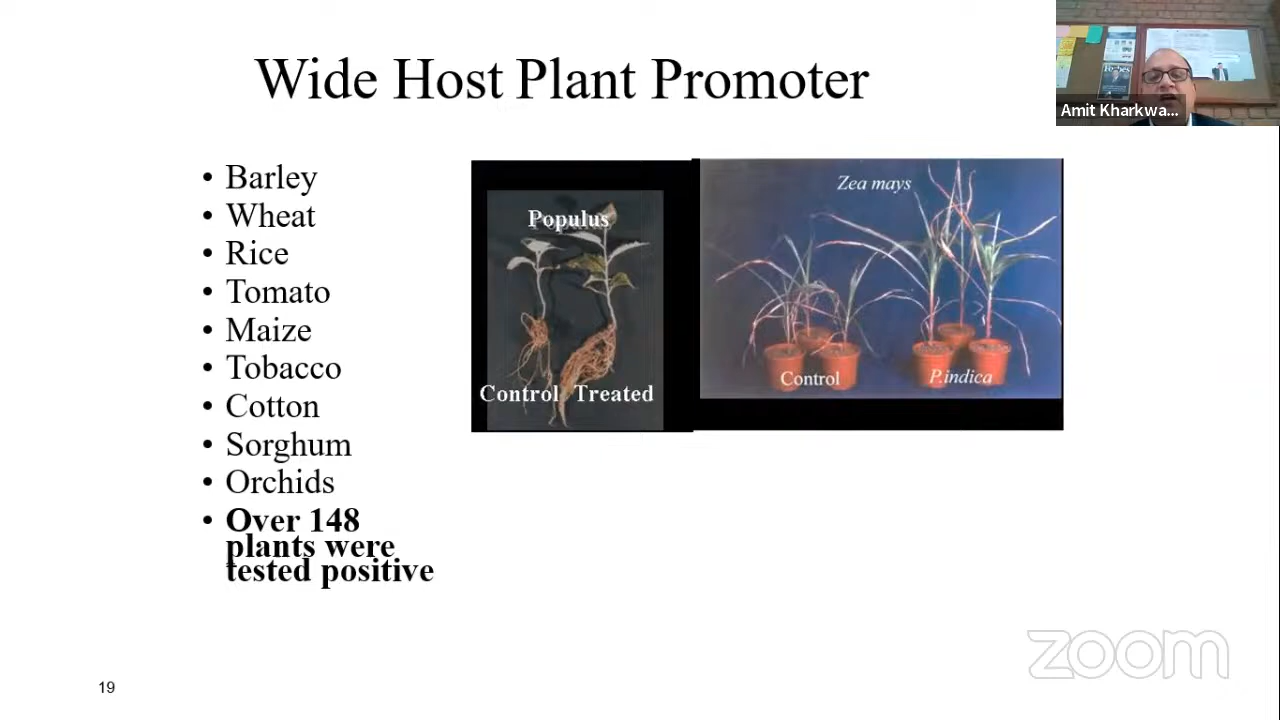 Wide Host Plant Promoter
Forbes
Amit Kharkwa...
• Barley
• Wheat
• Rice
• Tomato
• Maize
• Tobacco
• Cotton
• Sorghum
• Orchids
• Over 148
plants were
tested positive
Populus
Control Treated
Zea mays
Control
P.indica
zoom
19